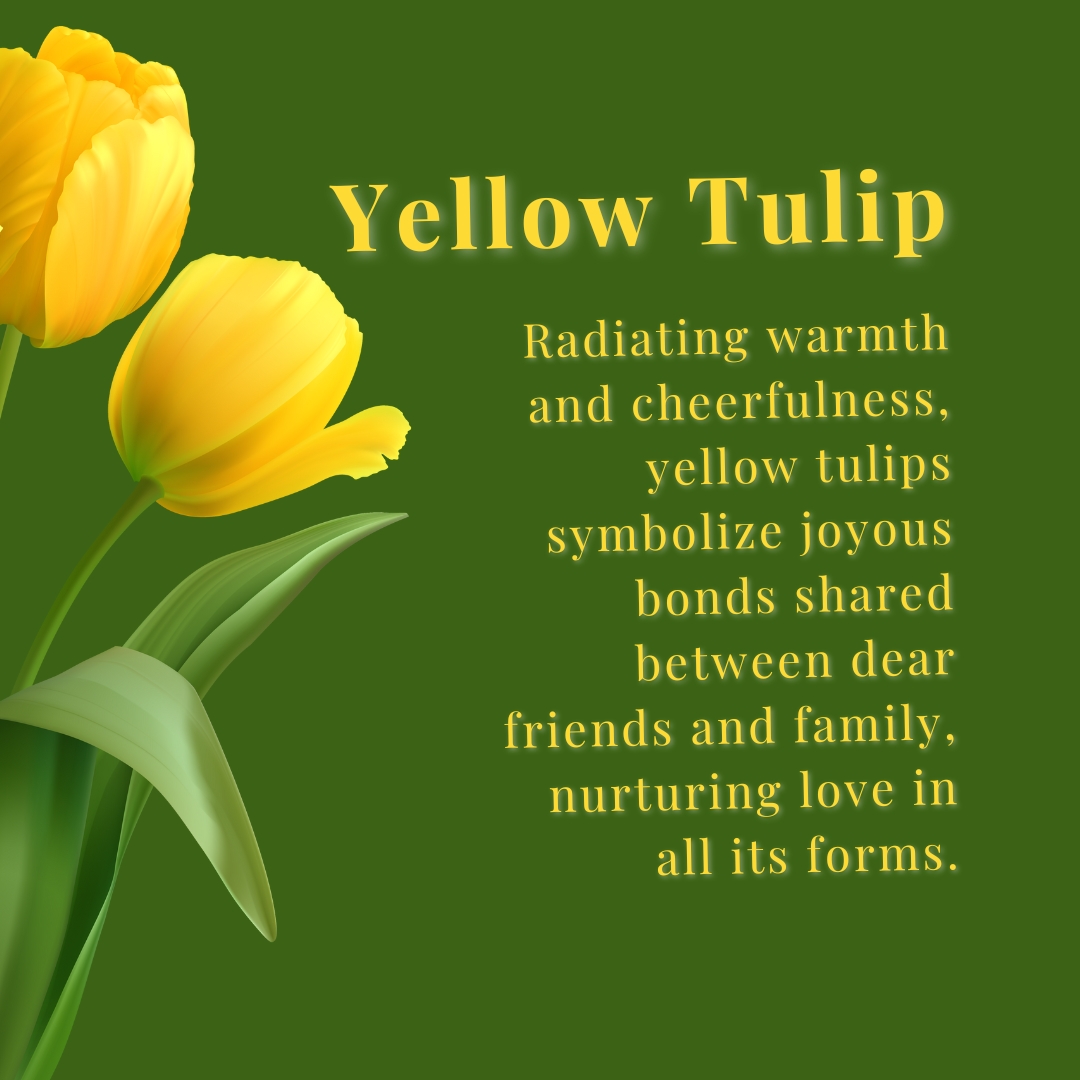 Yellow Tulip
Radiating warmth
and cheerfulness,
yellow tulips
symbolize joyous
bonds shared
between dear
friends and family,
nurturing love in
all its forms.